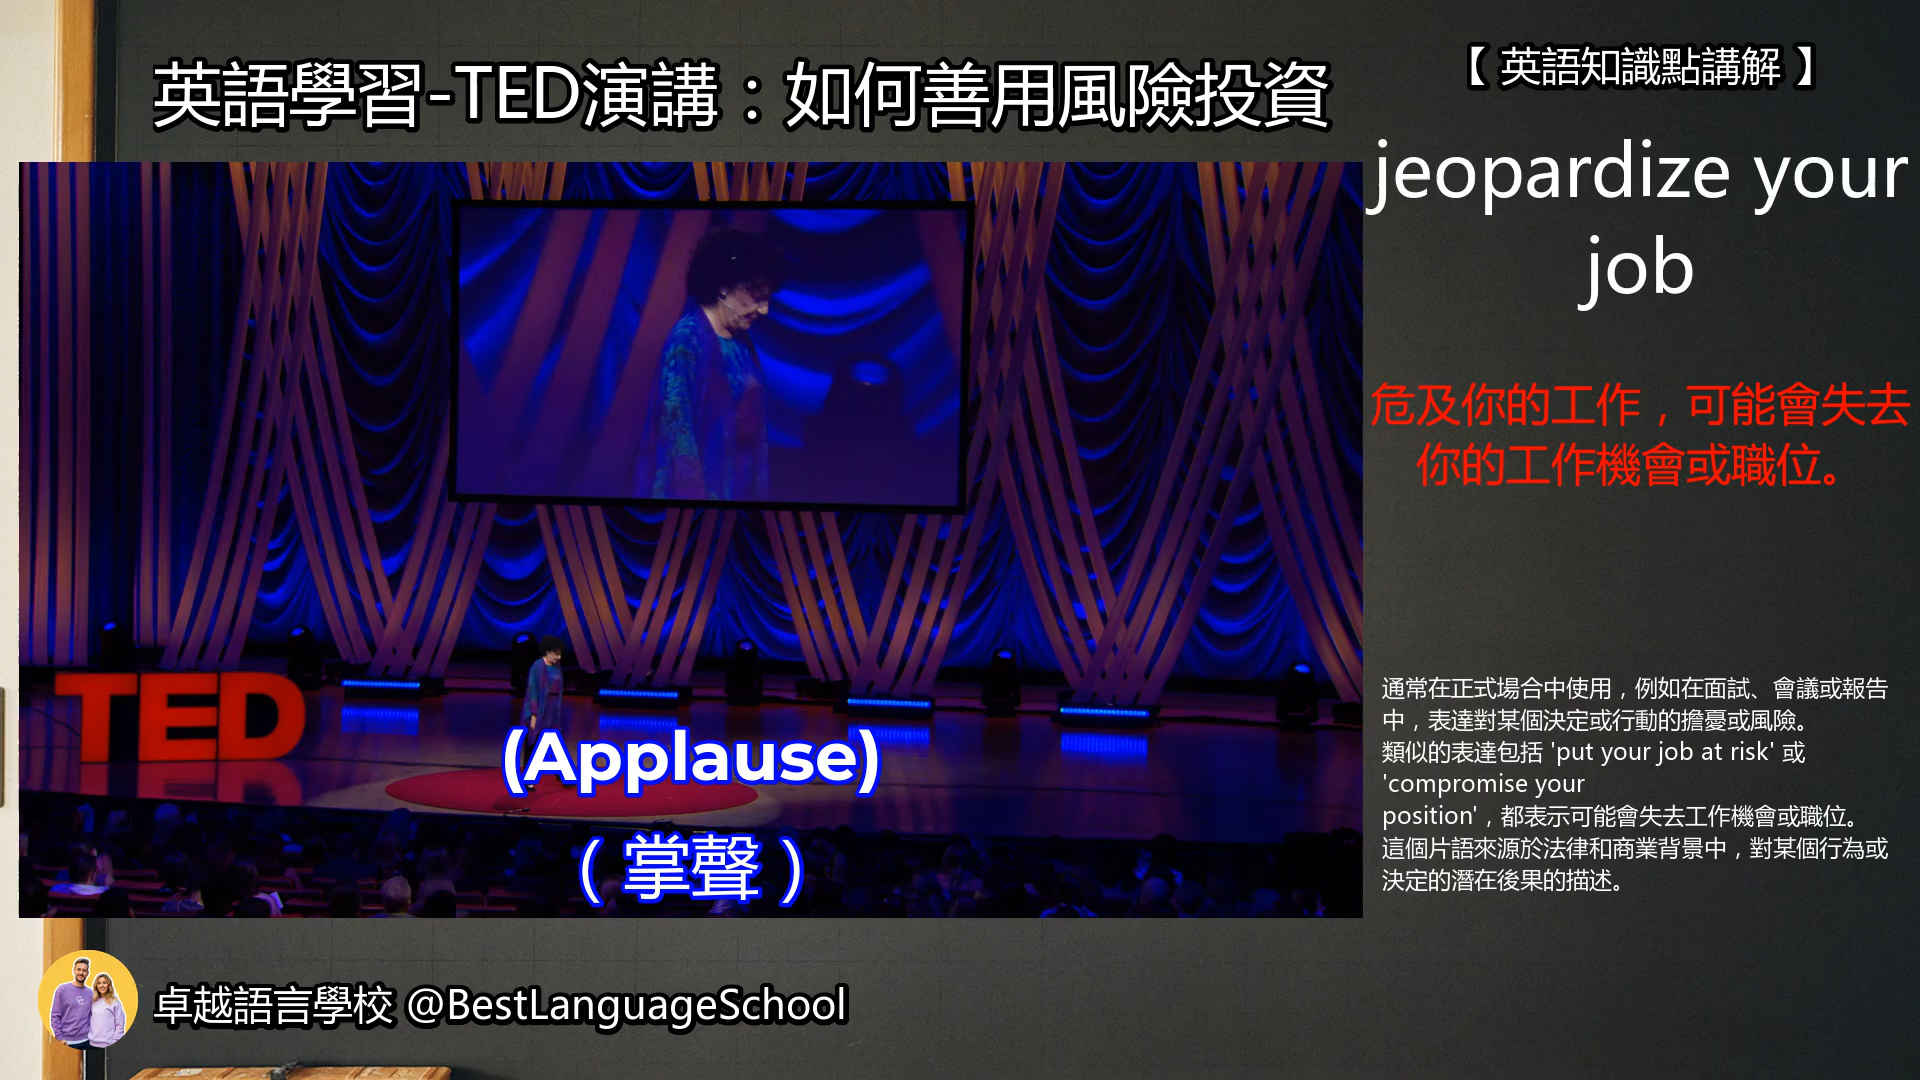 英語學習-TED演講：如何善用風險投資
【 英語知識點講解 】
jeopardize your
job
危及你的工作，可能會失去
你的工作機會或職位。
通常在正式場合中使用，例如在面試、會議或報告
中，表達對某個決定或行動的擔憂或風險。
類似的表達包括 'put your job at risk' 或
'compromise your
position'，都表示可能會失去工作機會或職位。
這個片語來源於法律和商業背景中，對某個行為或
決定的潛在後果的描述。
TED
(Applause)
（掌聲）
卓越語言學校 @BestLanguageSchool